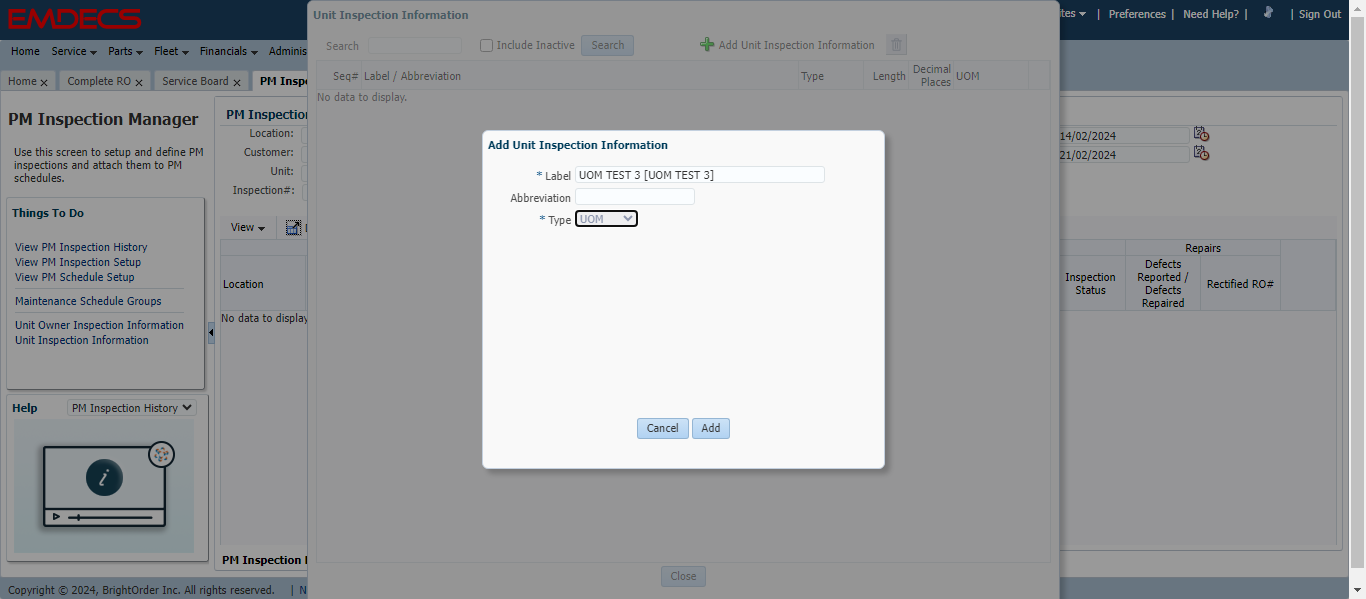 EMDECS
ites | Preferences | Need Help? | | Sign Out
Home Service Parts Fleet Financials Adminis
Home x Complete RO x Service Board x PM Inspe
PM Inspection Manager
Use this screen to setup and define PM
inspections and attach them to PM
schedules.
Things To Do
View PM Inspection History
View PM Inspection Setup
View PM Schedule Setup
Maintenance Schedule Groups
Unit Owner Inspection Information
Unit Inspection Information
Help PM Inspection History
i
PM Inspection
Location:
Customer:
Unit:
Inspection#:
14/02/2024
21/02/2024
View
Location
Inspection
Status
Repairs
Defects
Reported /
Defects
Repaired
Rectified RO#
No data to display
PM Inspection
Unit Inspection Information
Search Include Inactive Search Add Unit Inspection Information
Seq# Label / Abbreviation Type Length Decimal Places UOM
No data to display.
Add Unit Inspection Information
* Label UOM TEST 3 [UOM TEST 3]
Abbreviation
* Type UOM
Cancel Add
Close
Copyright © 2024, BrightOrder Inc. All rights reserved. | N